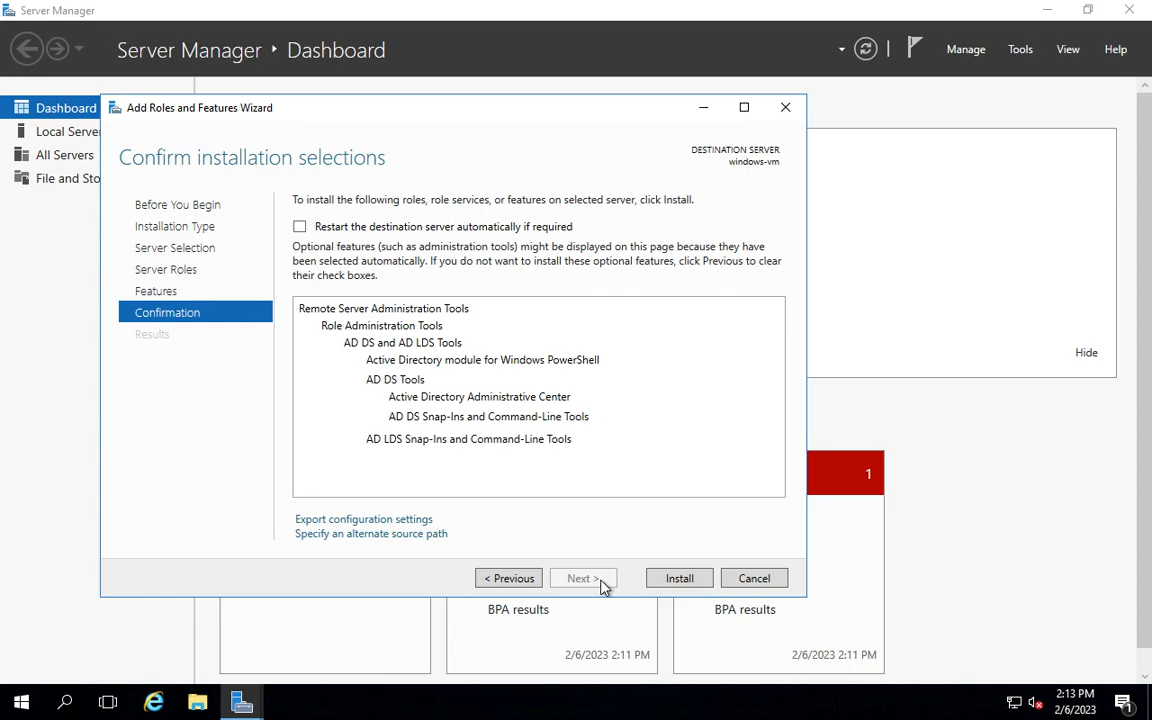 Server Manager
Server Manager ‣ Dashboard
Manage
Tools
View
Help
Dashboard
Local Serve
All Servers
File and Sto
Add Roles and Features Wizard
Confirm installation selections
DESTINATION SERVER
windows-vm
Before You Begin
Installation Type
Server Selection
Server Roles
Features
Confirmation
Results
To install the following roles, role services, or features on selected server, click Install.
Restart the destination server automatically if required
Optional features (such as administration tools) might be displayed on this page because they have
been selected automatically. If you do not want to install these optional features, click Previous to clear
their check boxes.
Remote Server Administration Tools
Role Administration Tools
AD DS and AD LDS Tools
Active Directory module for Windows PowerShell
AD DS Tools
Active Directory Administrative Center
AD DS Snap-Ins and Command-Line Tools
AD LDS Snap-Ins and Command-Line Tools
Export configuration settings
Specify an alternate source path
< Previous
Next >
Install
Cancel
Hide
1
BPA results
2/6/2023 2:11 PM
BPA results
2/6/2023 2:11 PM
2:13 PM
2/6/2023
1